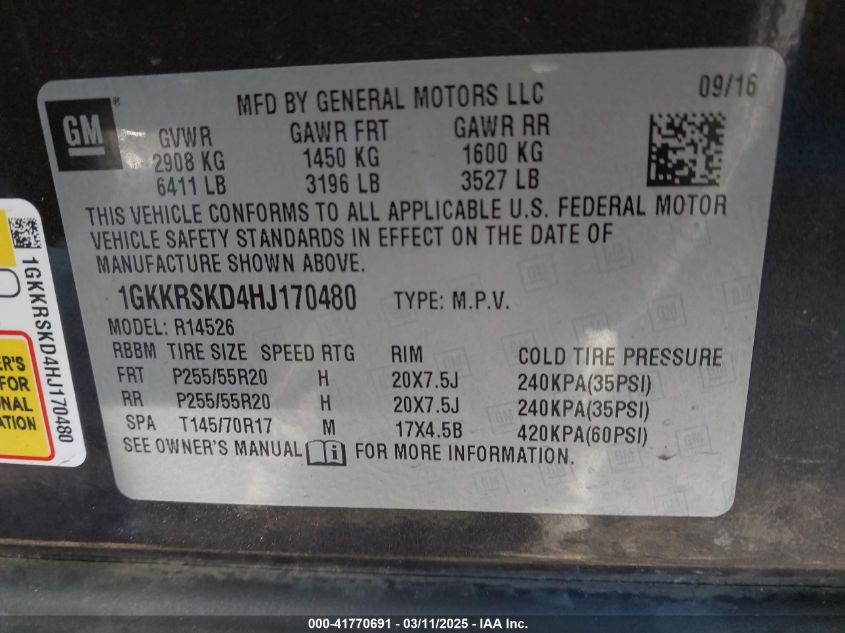 GM
®
MFD BY GENERAL MOTORS LLC
09/16
GVWR GAWR FRT GAWR RR
2908 KG 1450 KG 1600 KG
6411 LB 3196 LB 3527 LB
THIS VEHICLE CONFORMS TO ALL APPLICABLE U.S. FEDERAL MOTOR
VEHICLE SAFETY STANDARDS IN EFFECT ON THE DATE OF
MANUFACTURE SHOWN ABOVE.
1GKKRSKD4HJ170480 TYPE: M.P.V.
MODEL: R14526
RBBM TIRE SIZE SPEED RTG RIM COLD TIRE PRESSURE
FRT P255/55R20 H 20X7.5J 240KPA(35PSI)
RR P255/55R20 H 20X7.5J 240KPA(35PSI)
SPA T145/70R17 M 17X4.5B 420KPA(60PSI)
SEE OWNER'S MANUAL FOR MORE INFORMATION.
1GKKRSKD4HJ170480
ER'S
FOR
ONAL
ATION
000-41770691 - 03/11/2025 - IAA Inc.